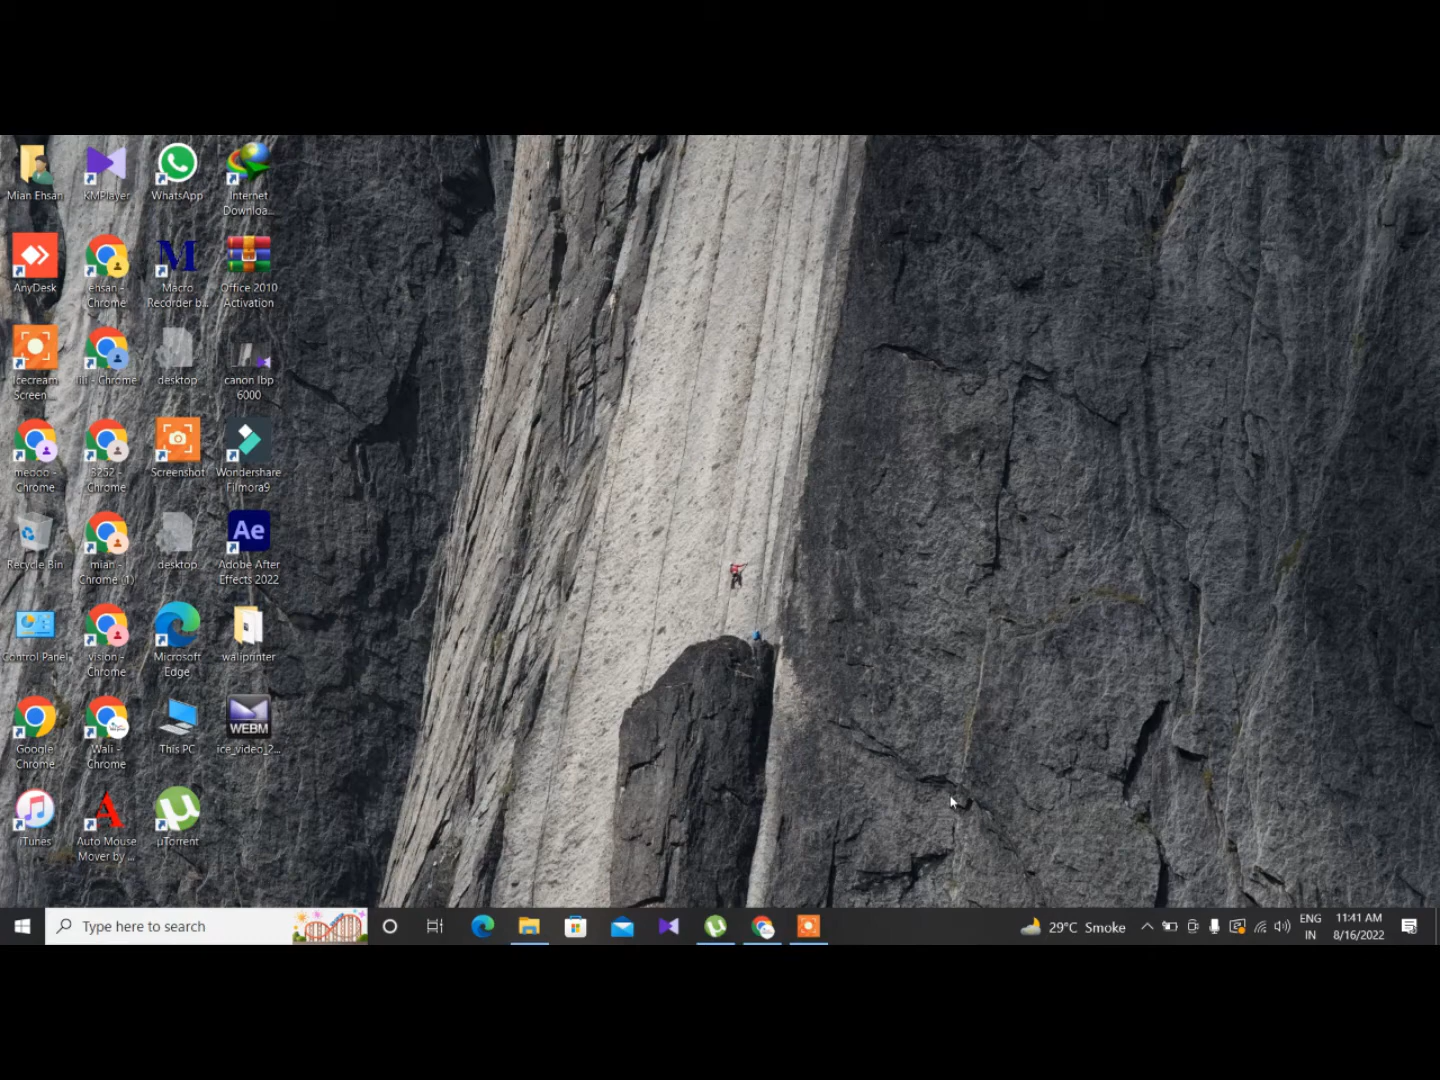 Mian Ehsan
KMPlayer
WhatsApp
Internet
Downloa...
AnyDesk
ehsan -
Chrome
Macro
Recorder b...
Office 2010
Activation
Icecream
Screen ...
- Chrome
desktop
canon lbp
6000
Chrome
3252 -
Chrome
Screenshot
Wondershare
Filmora9
Recycle Bin
mian -
Chrome (1)
desktop
Ae
Adobe After
Effects 2022
Control Panel
vision -
Chrome
Microsoft
Edge
waliprinter
Google
Chrome
Wali -
Chrome
This PC
WEBM
ice_video_2...
iTunes
A
Auto Mouse
Mover by ...
µTorrent
M
Type here to search
29°C Smoke
ENG
IN
11:41 AM
8/16/2022